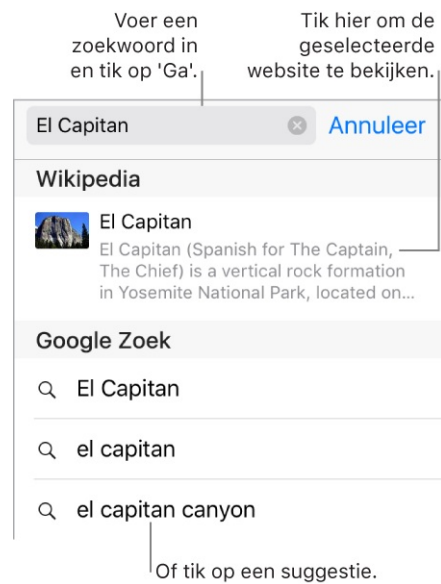 Voer een
zoekwoord in
en tik op 'Ga'.
Tik hier om de
geselecteerde
website te bekijken.
El Capitan
Annuleer
Wikipedia
El Capitan
El Capitan (Spanish for The Captain,
The Chief) is a vertical rock formation
in Yosemite National Park, located on...
Google Zoek
El Capitan
el capitan
el capitan canyon
Of tik op een suggestie.